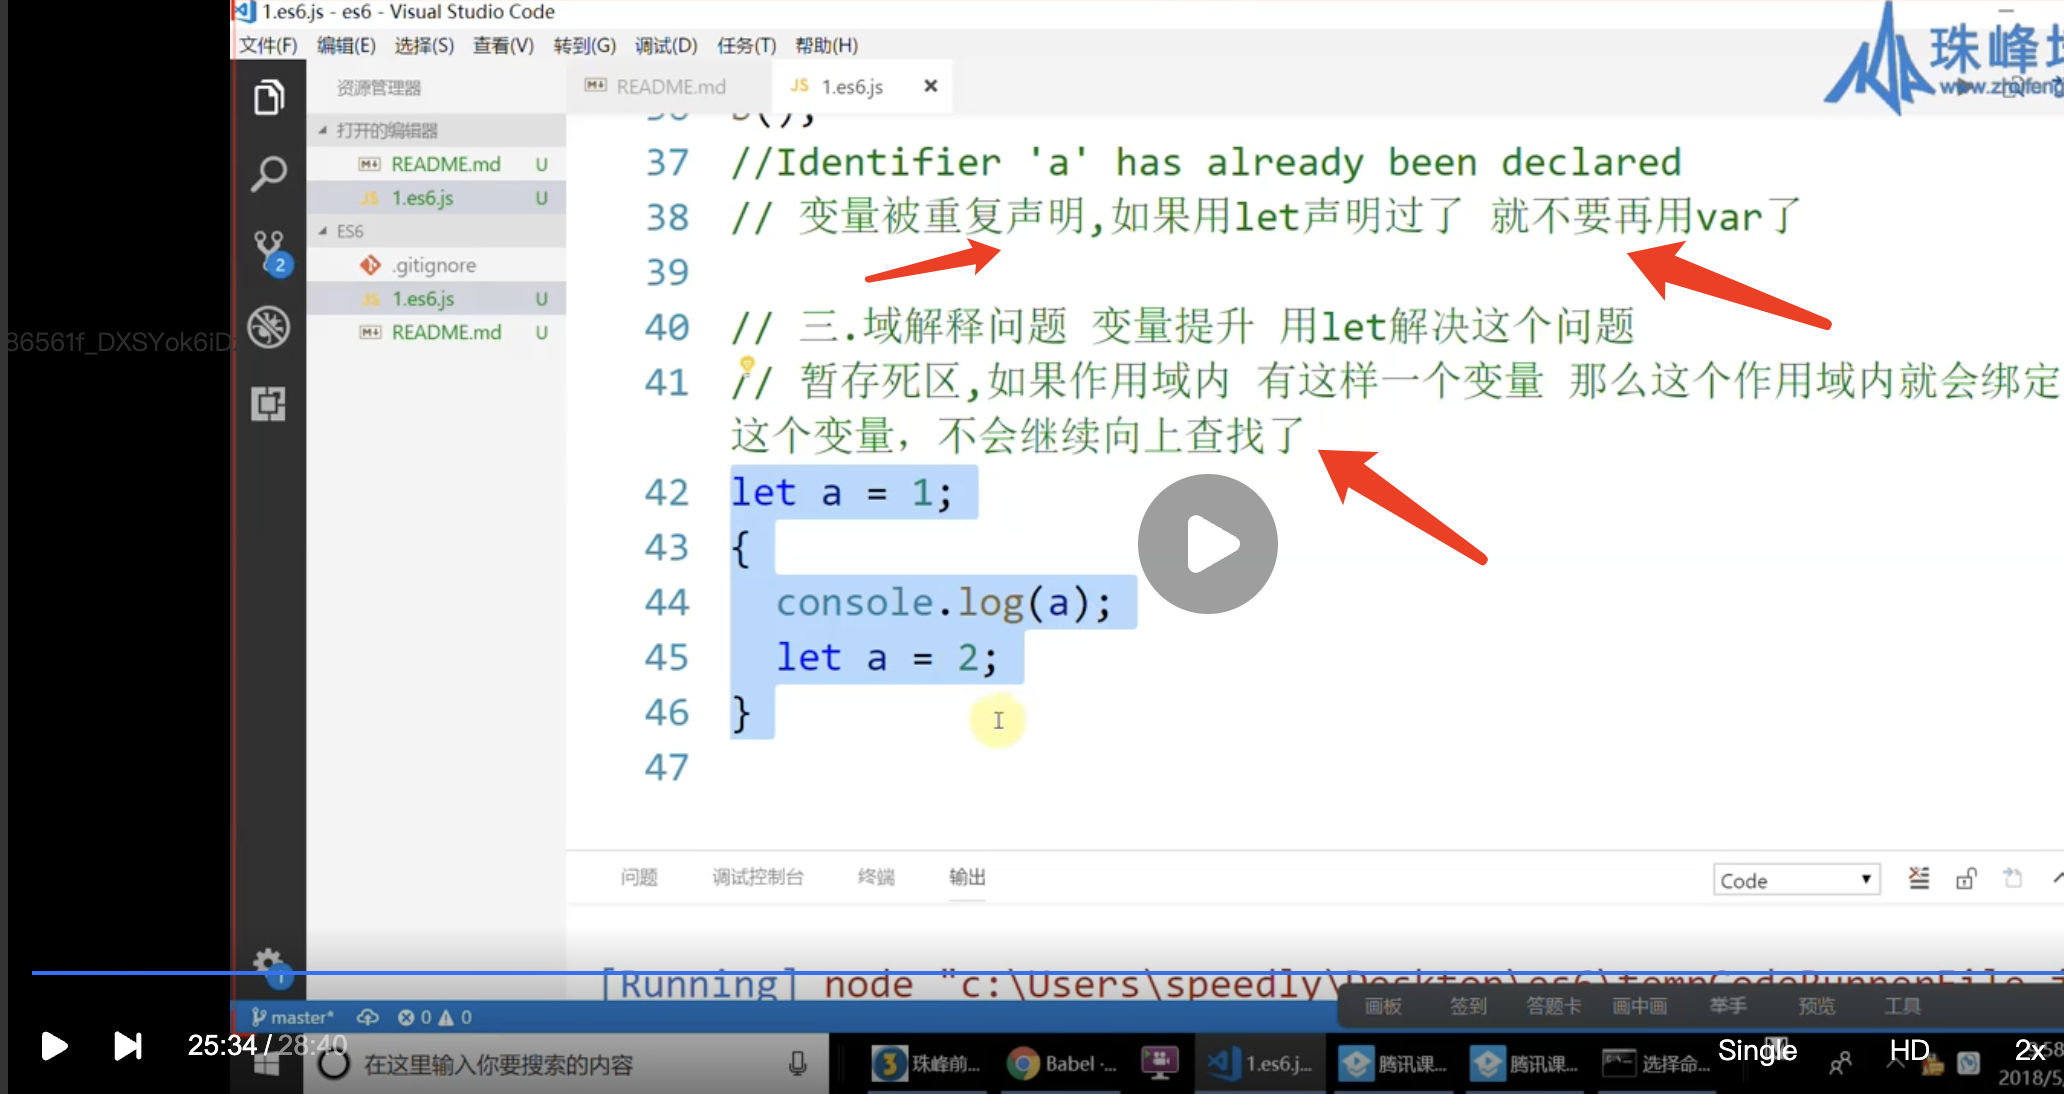 1.es6.js - es6 - Visual Studio Code
文件(F) 编辑(E) 选择(S) 查看(V) 转到(G) 调试(D) 任务(T) 帮助(H)
珠峰
资源管理器
README.md
JS 1.es6.js
打开的编辑器
README.md U
JS 1.es6.js U
ES6
.gitignore
JS 1.es6.js U
README.md U
2
86561f_DXSYok6iD
37 //Identifier 'a' has already been declared
38 // 变量被重复声明,如果用let声明过了 就不要再用var了
39
40 // 三.域解释问题 变量提升 用let解决这个问题
41 // 暂存死区,如果作用域内 有这样一个变量 那么这个作用域内就会绑定
这个变量，不会继续向上查找了
42 let a = 1;
43 {
44 console.log(a);
45 let a = 2;
46 }
47
问题 调试控制台 终端 输出
Code
1
[Running] node "c:\Users\speedly\Desktop\es6\tempCodeRunnerFile
画板 签到 答题卡 画中画 举手 预览 工具
master* 0 0
25:34 / 28:40
在这里输入你要搜索的内容
珠峰前...
Babel -...
1.es6.j...
腾讯课...
腾讯课...
选择命...
Single HD 2x
2018/5